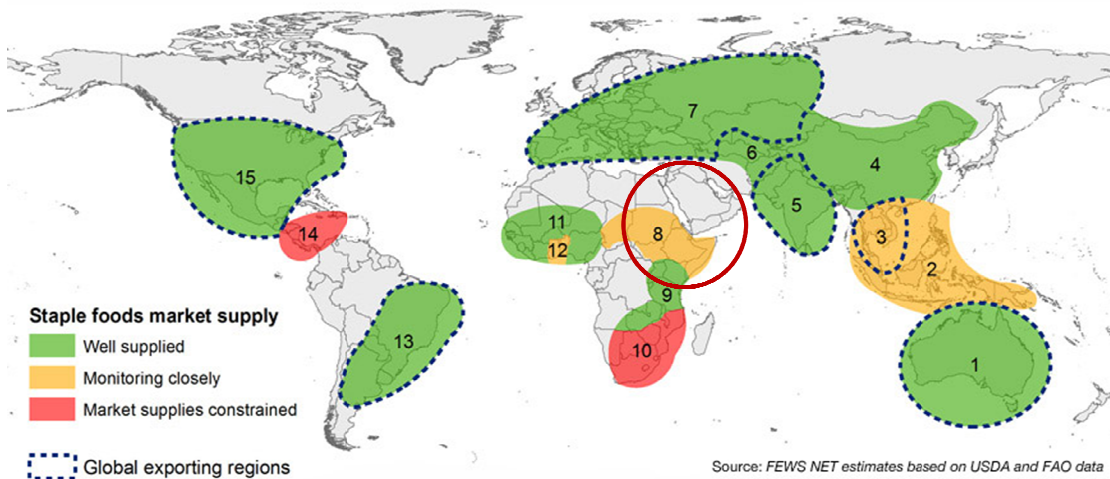 7
6
4
15
5
11
8
14
12
3
2
9
Staple foods market supply
Well supplied
13
10
1
Monitoring closely
Market supplies constrained
Global exporting regions
Source: FEWS NET estimates based on USDA and FAO data